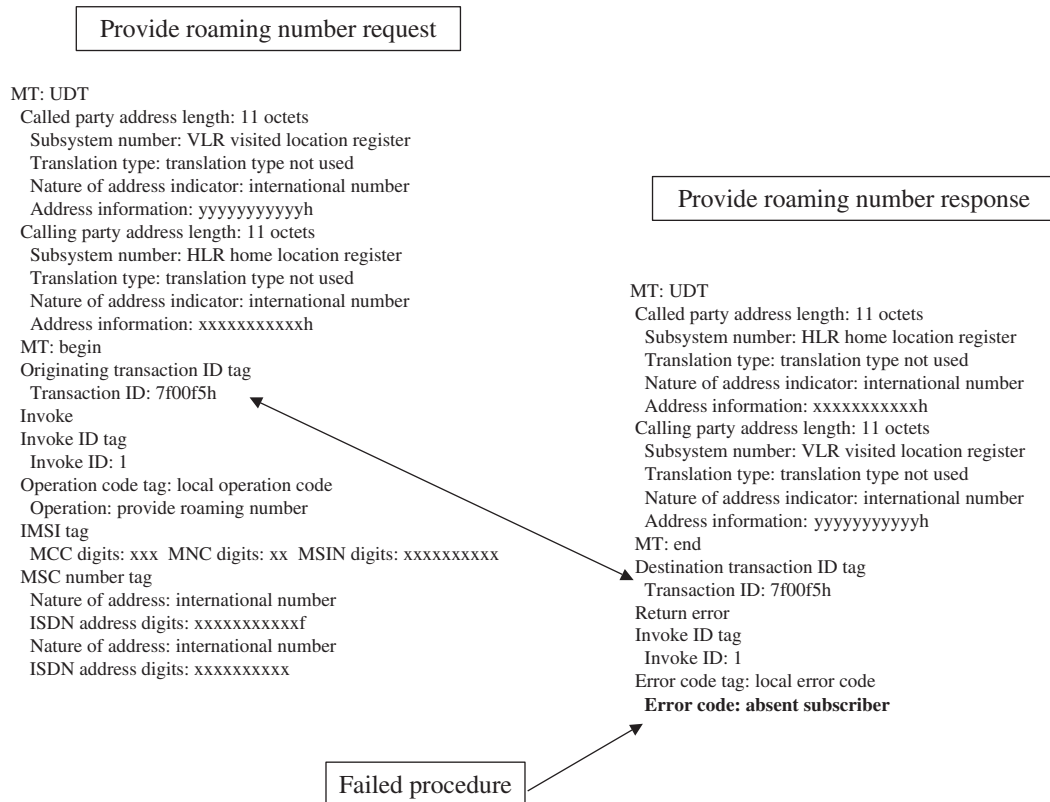 Provide roaming number request
MT: UDT
Called party address length: 11 octets
Subsystem number: VLR visited location register
Translation type: translation type not used
Nature of address indicator: international number
Address information: yyyyyyyyyyyh
Calling party address length: 11 octets
Subsystem number: HLR home location register
Translation type: translation type not used
Nature of address indicator: international number
Address information: xxxxxxxxxxxh
MT: begin
Originating transaction ID tag
Transaction ID: 7f00f5h
Invoke
Invoke ID tag
Invoke ID: 1
Operation code tag: local operation code
Operation: provide roaming number
IMSI tag
MCC digits: xxx MNC digits: xx MSIN digits: xxxxxxxxxx
MSC number tag
Nature of address: international number
ISDN address digits: xxxxxxxxxxxf
Nature of address: international number
ISDN address digits: xxxxxxxxxx
Provide roaming number response
MT: UDT
Called party address length: 11 octets
Subsystem number: HLR home location register
Translation type: translation type not used
Nature of address indicator: international number
Address information: xxxxxxxxxxxh
Calling party address length: 11 octets
Subsystem number: VLR visited location register
Translation type: translation type not used
Nature of address indicator: international number
Address information: yyyyyyyyyyyh
MT: end
Destination transaction ID tag
Transaction ID: 7f00f5h
Return error
Invoke ID tag
Invoke ID: 1
Error code tag: local error code
Error code: absent subscriber
Failed procedure